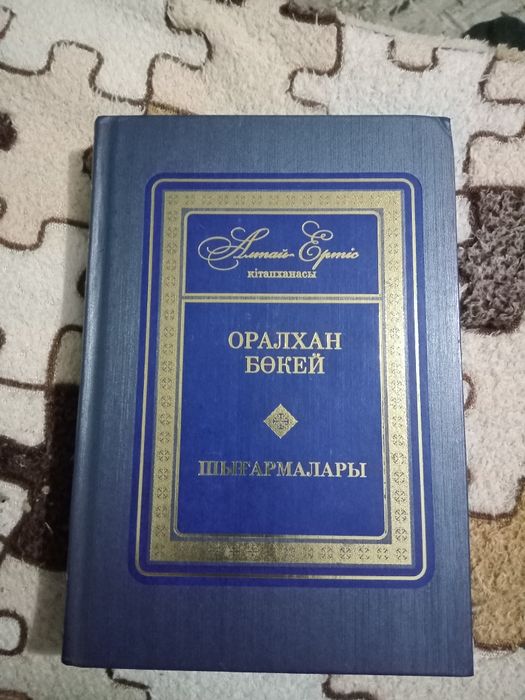 Алтай Ертіс
кітапханасы
ОРАЛХАН
БӨКЕЙ
ШЫҒАРМАЛАРЫ